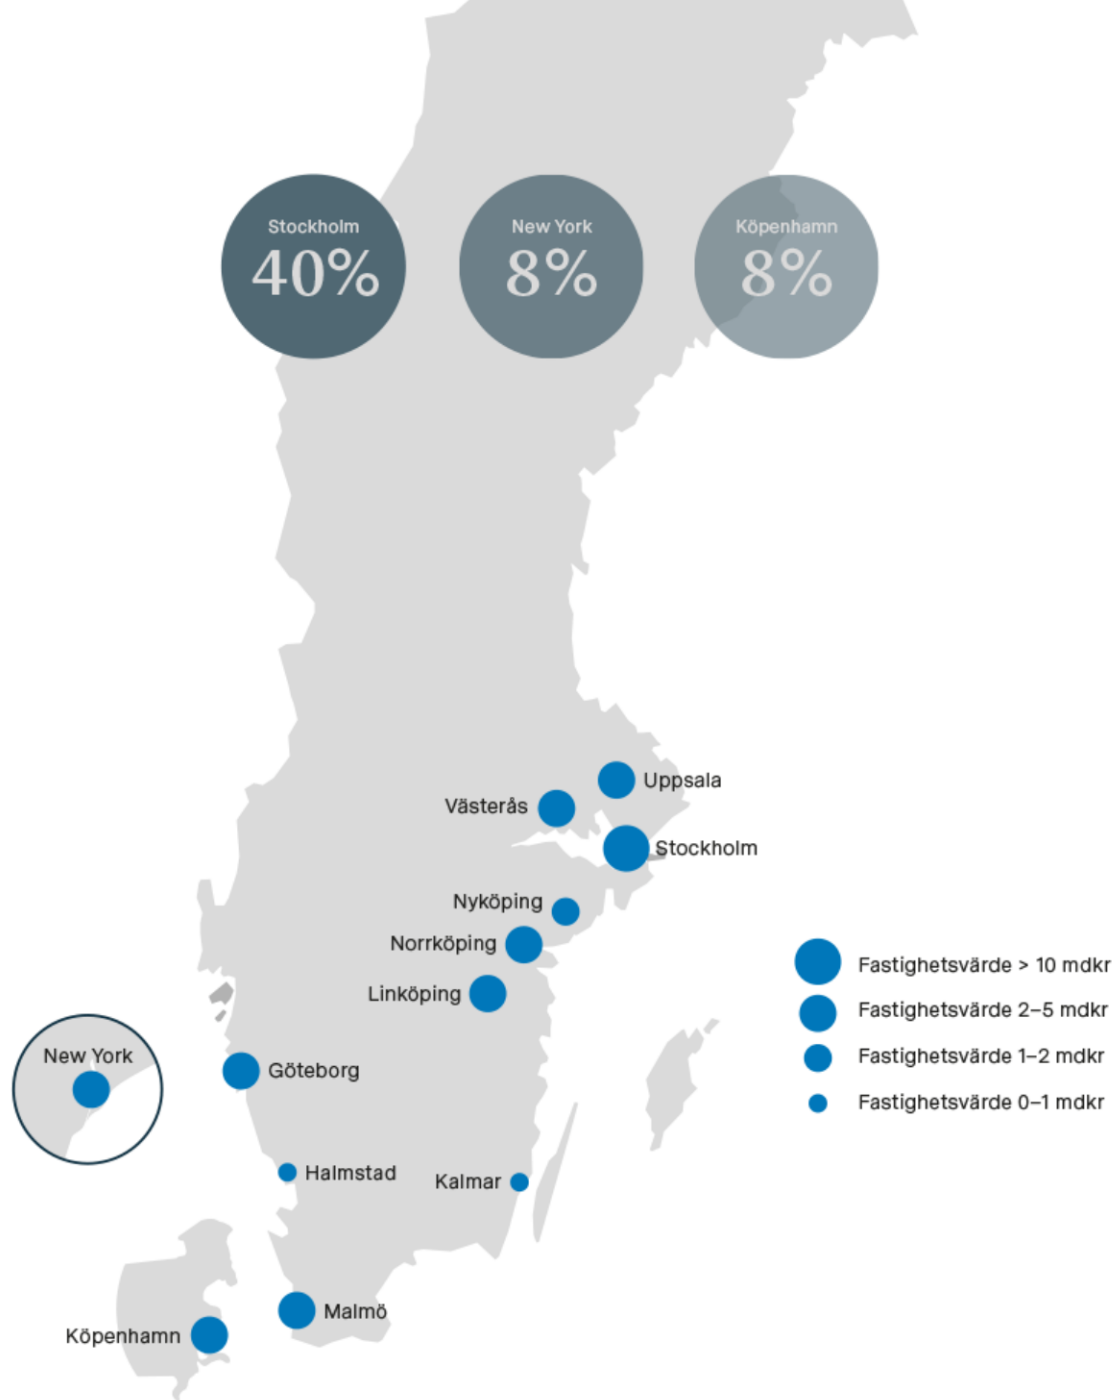 Stockholm
40%
New York
8%
Köpenhamn
8%
Uppsala
Västerås
Stockholm
Nyköping
Norrköping
Linköping
Göteborg
New York
Halmstad
Kalmar
Malmö
Köpenhamn
Fastighetsvärde > 10 mdkr
Fastighetsvärde 2–5 mdkr
Fastighetsvärde 1–2 mdkr
Fastighetsvärde 0–1 mdkr